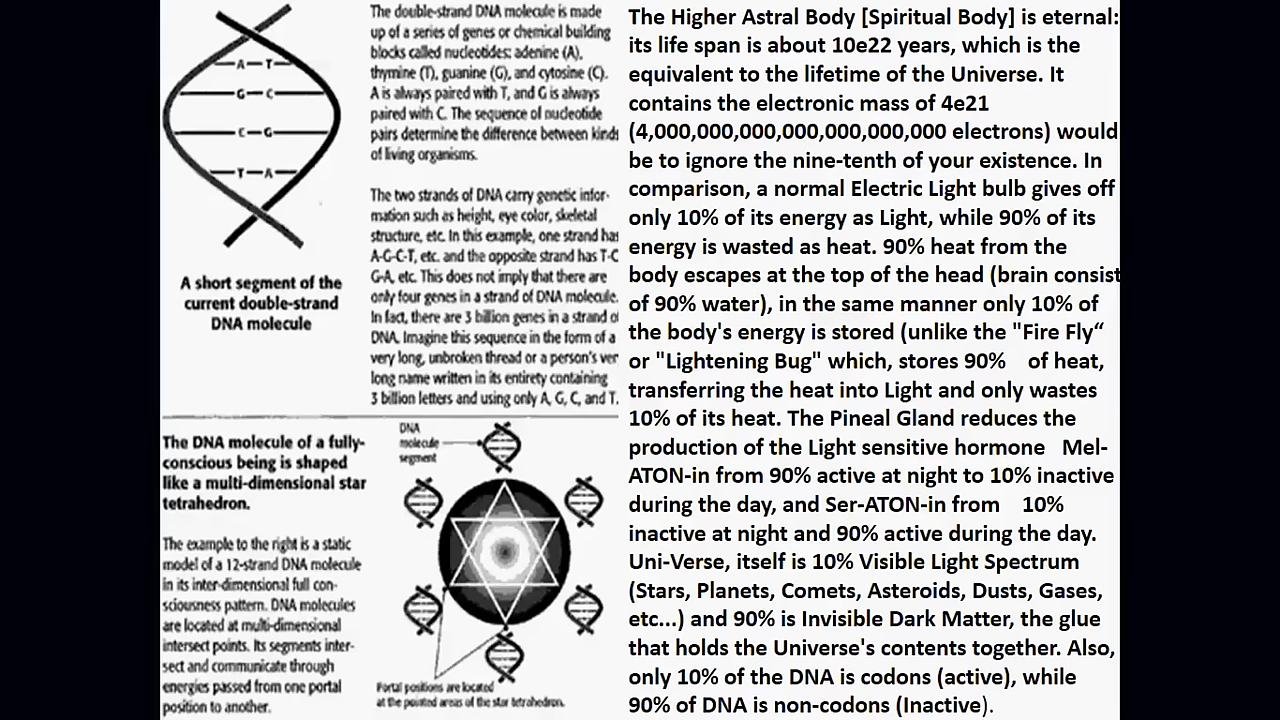 A — T
G — C
C — G
T — A
A short segment of the
current double-strand
DNA molecule
The double-strand DNA molecule is made
up of a series of genes or chemical building
blocks called nucleotides: adenine (A),
thymine (T), guanine (G), and cytosine (C).
A is always paired with T, and G is always
paired with C. The sequence of nucleotide
pairs determine the difference between kinds
of living organisms.
The two strands of DNA carry genetic infor-
mation such as height, eye color, skeletal
structure, etc. In this example, one strand has
A-G-C-T, etc. and the opposite strand has T-C
G-A, etc. This does not imply that there are
only four genes in a strand of DNA molecule.
In fact, there are 3 billion genes in a strand of
DNA. Imagine this sequence in the form of a
very long, unbroken thread or a person's ver
long name written in its entirety containing
3 billion letters and using only A, G, C, and T.
The DNA molecule of a fully-
conscious being is shaped
like a multi-dimensional star
tetrahedron.
The example to the right is a static
model of a 12-strand DNA molecule
in its inter-dimensional full con-
sciousness pattern. DNA molecules
are located at multi-dimensional
intersect points. Its segments inter-
sect and communicate through
energies passed from one portal
position to another.
DNA
molecule
segment
Portal positions are located
at the pointed areas of the star tetrahedron.
The Higher Astral Body [Spiritual Body] is eternal:
its life span is about 10e22 years, which is the
equivalent to the lifetime of the Universe. It
contains the electronic mass of 4e21
(4,000,000,000,000,000,000,000 electrons) would
be to ignore the nine-tenth of your existence. In
comparison, a normal Electric Light bulb gives off
only 10% of its energy as Light, while 90% of its
energy is wasted as heat. 90% heat from the
body escapes at the top of the head (brain consist
of 90% water), in the same manner only 10% of
the body's energy is stored (unlike the "Fire Fly“
or "Lightening Bug" which, stores 90% of heat,
transferring the heat into Light and only wastes
10% of its heat. The Pineal Gland reduces the
production of the Light sensitive hormone Mel-
ATON-in from 90% active at night to 10% inactive
during the day, and Ser-ATON-in from 10%
inactive at night and 90% active during the day.
Uni-Verse, itself is 10% Visible Light Spectrum
(Stars, Planets, Comets, Asteroids, Dusts, Gases,
etc...) and 90% is Invisible Dark Matter, the glue
that holds the Universe's contents together. Also,
only 10% of the DNA is codons (active), while
90% of DNA is non-codons (Inactive).